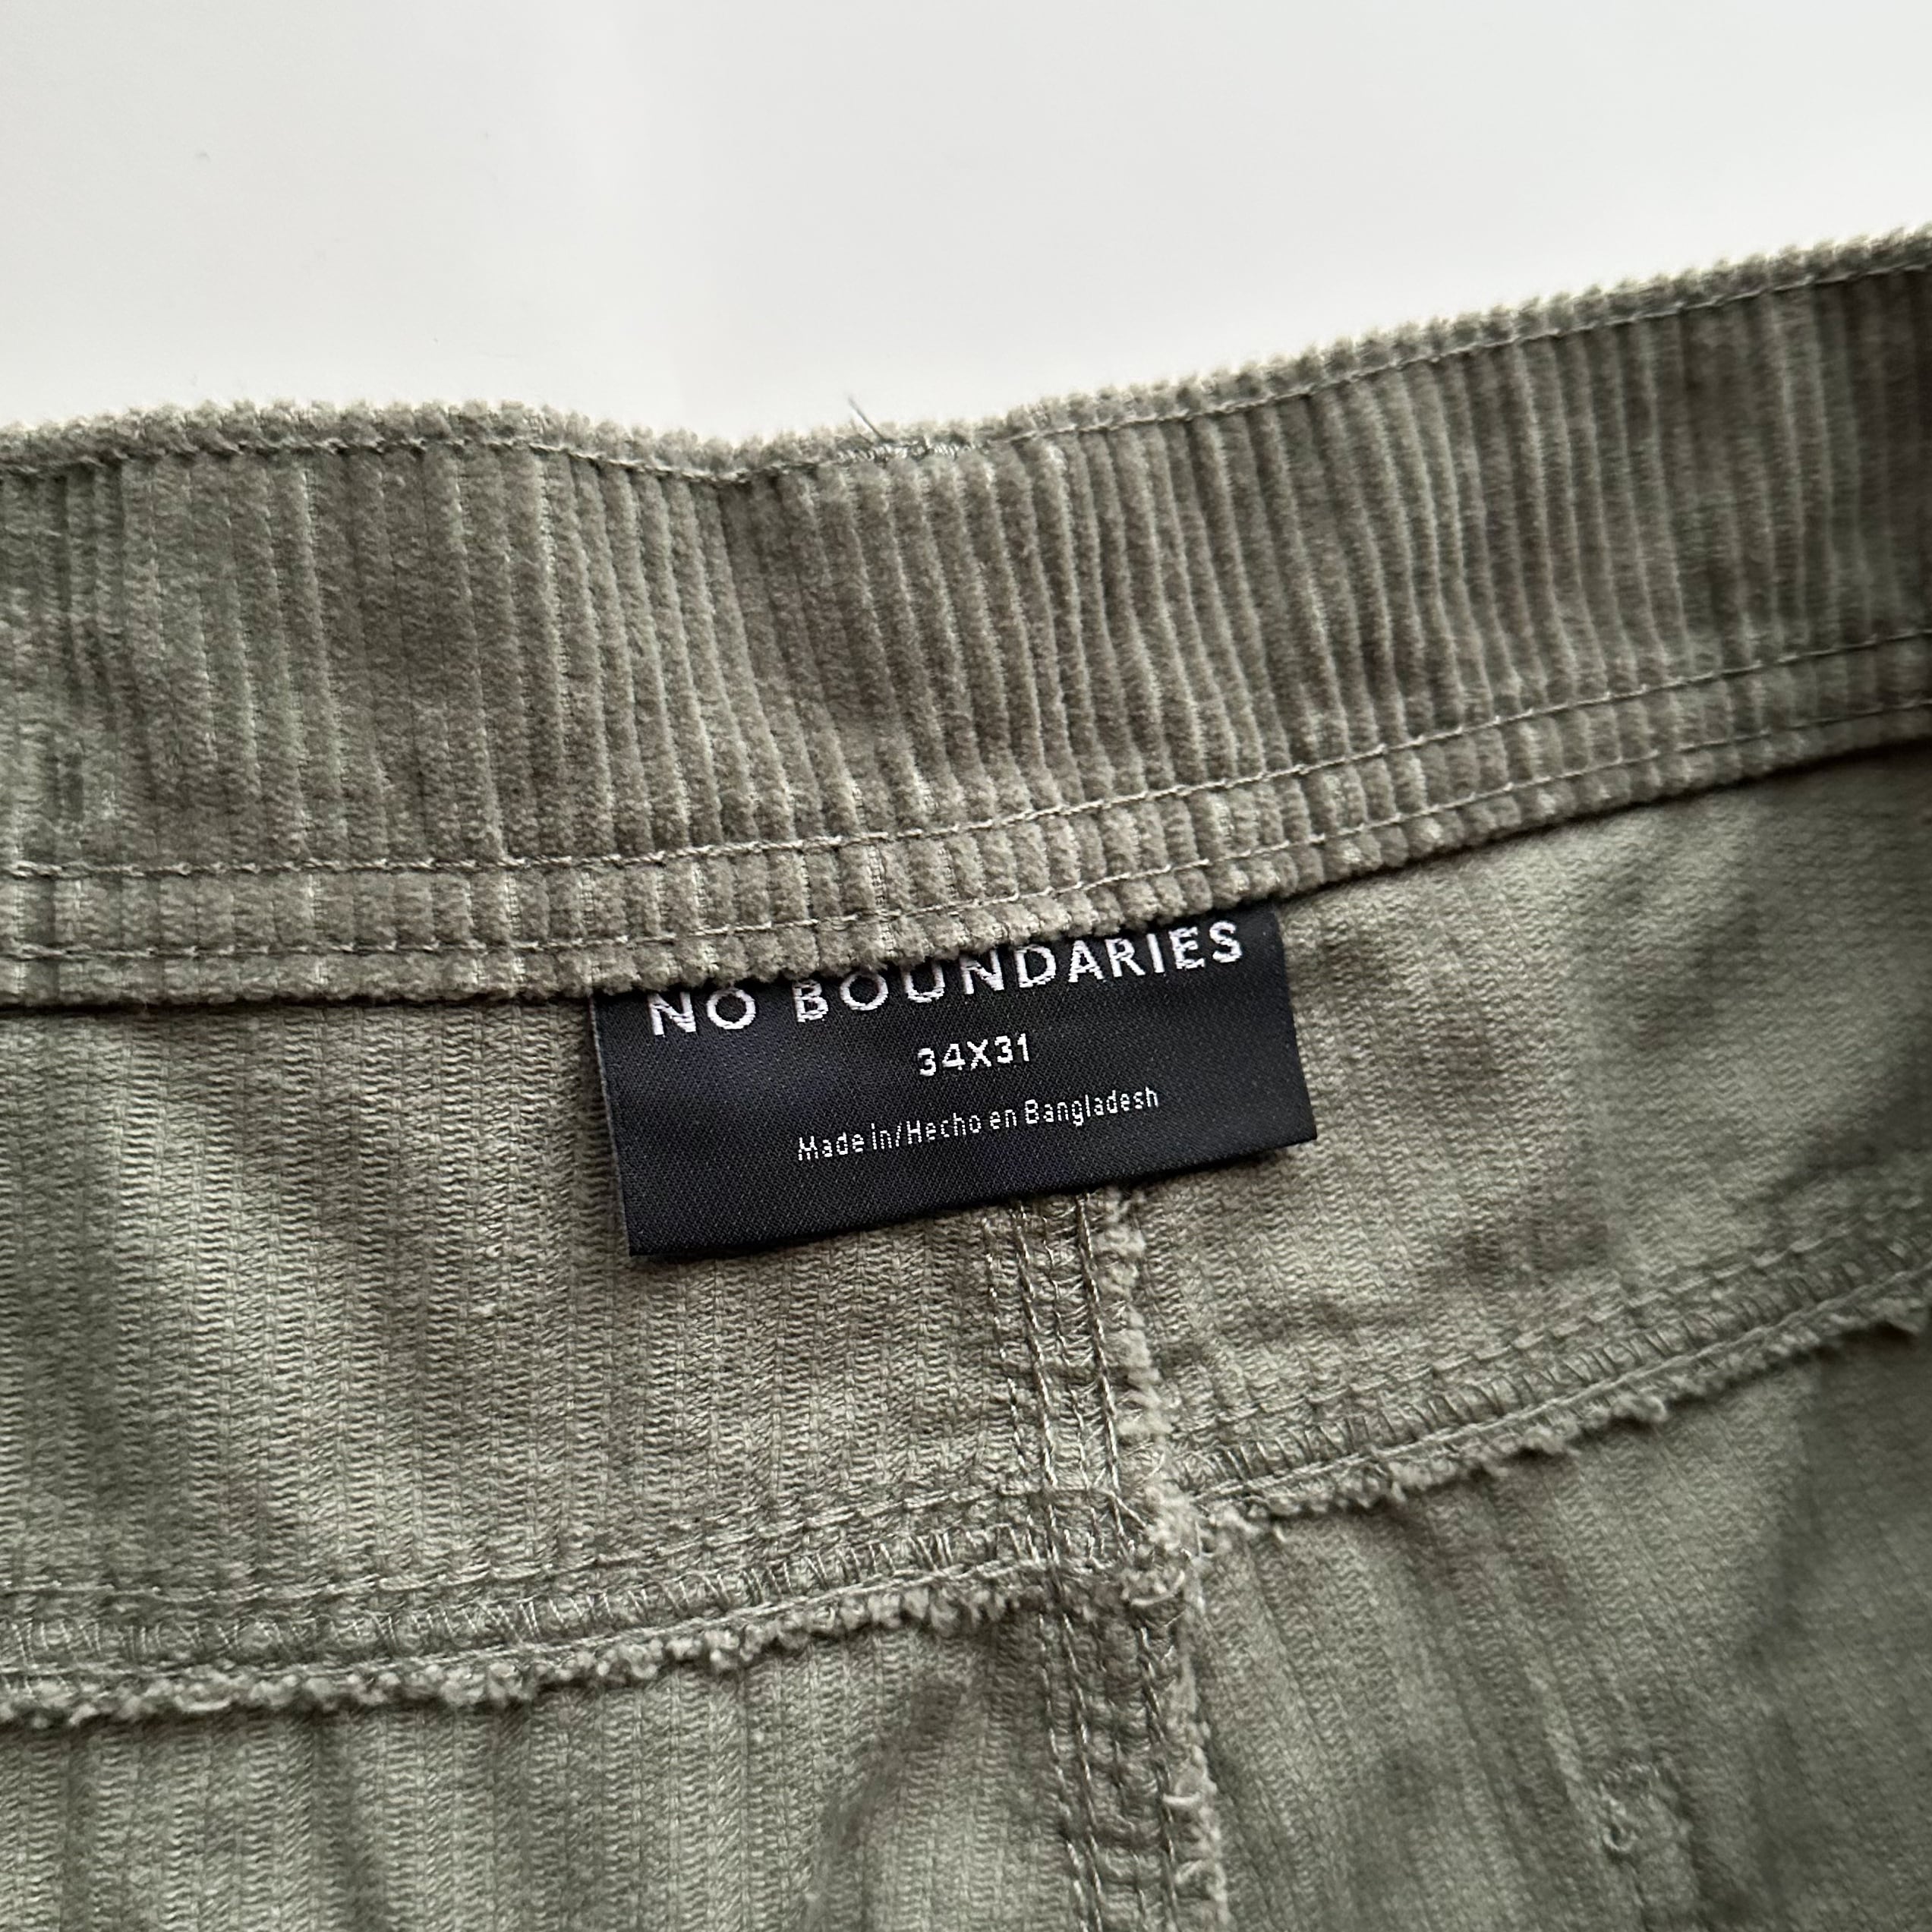 NO BOUNDARIES
34X31
Made in/Hecho en Bangladesh